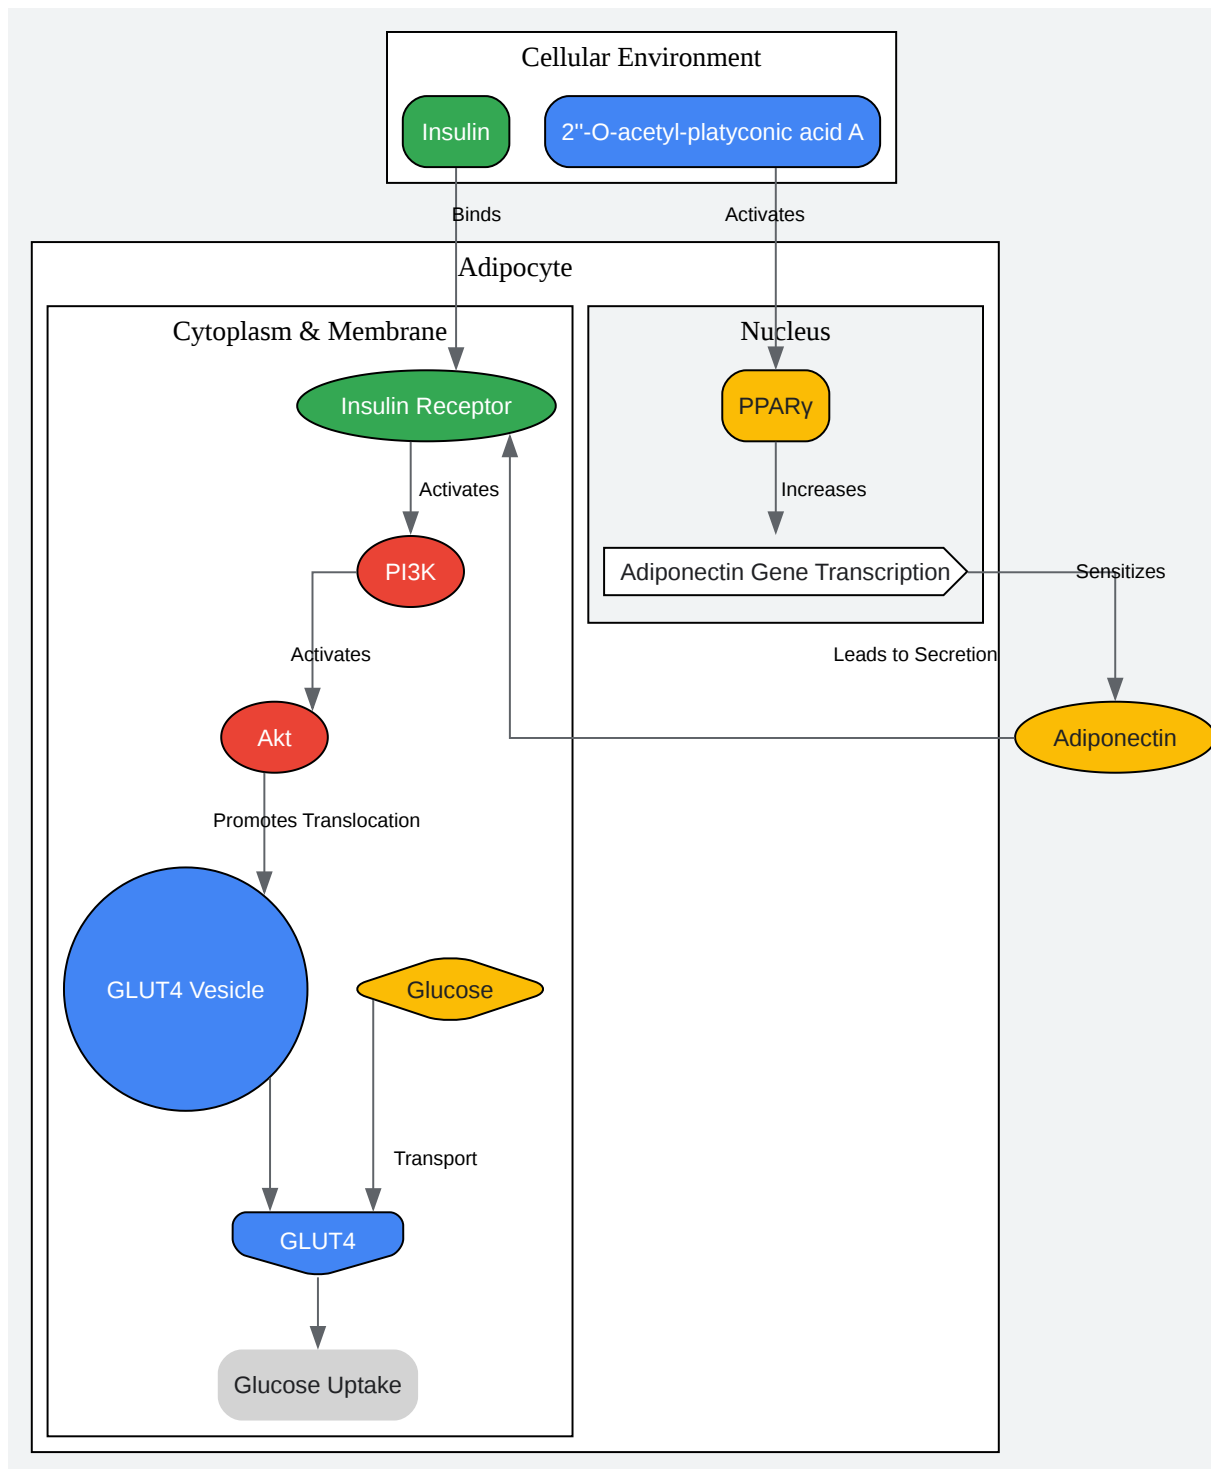 Cellular Environment
Insulin
2''-O-acetyl-platyconic acid A
Binds
Activates
Adipocyte
Cytoplasm & Membrane
Nucleus
Insulin Receptor
PPARγ
Activates
Increases
PI3K
Adiponectin Gene Transcription
Sensitizes
Activates
Leads to Secretion
Akt
Adiponectin
Promotes Translocation
GLUT4 Vesicle
Glucose
Transport
GLUT4
Glucose Uptake